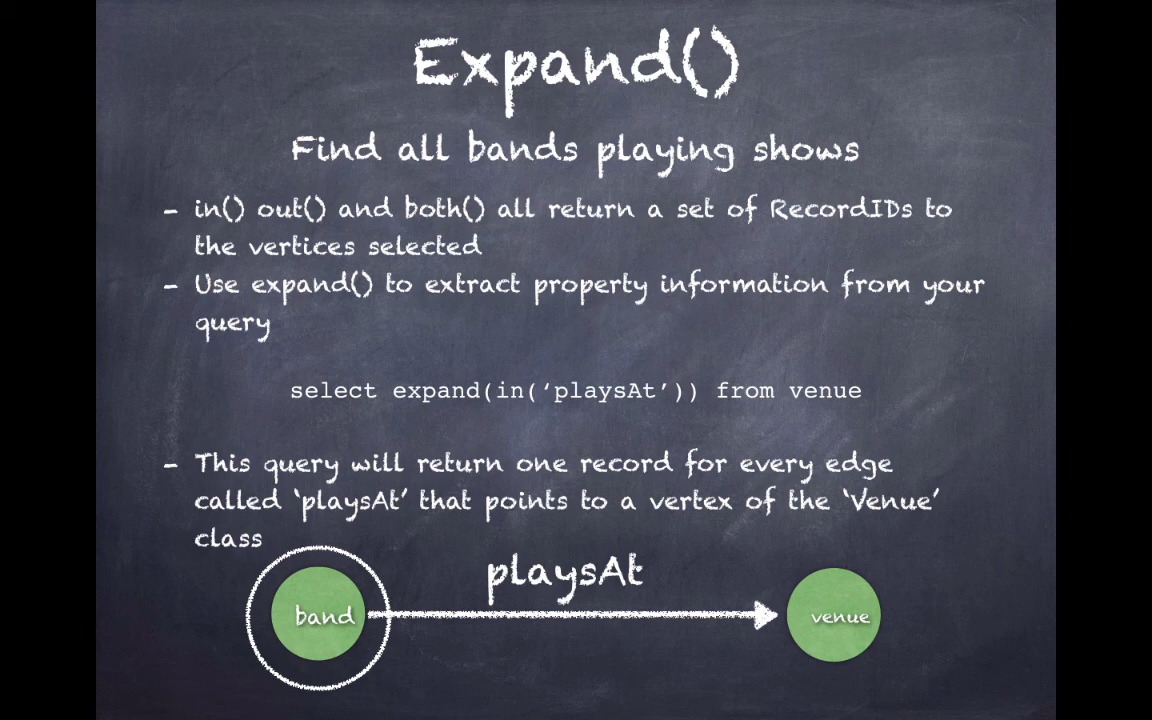 Expand()
Find all bands playing shows
- in() out() and both() all return a set of RecordIDs to
the vertices selected
- Use expand() to extract property information from your
query
select expand(in(‘playsAt’)) from venue
- This query will return one record for every edge
called ‘playsAt’ that points to a vertex of the ‘Venue’
class
playsAt
band
venue